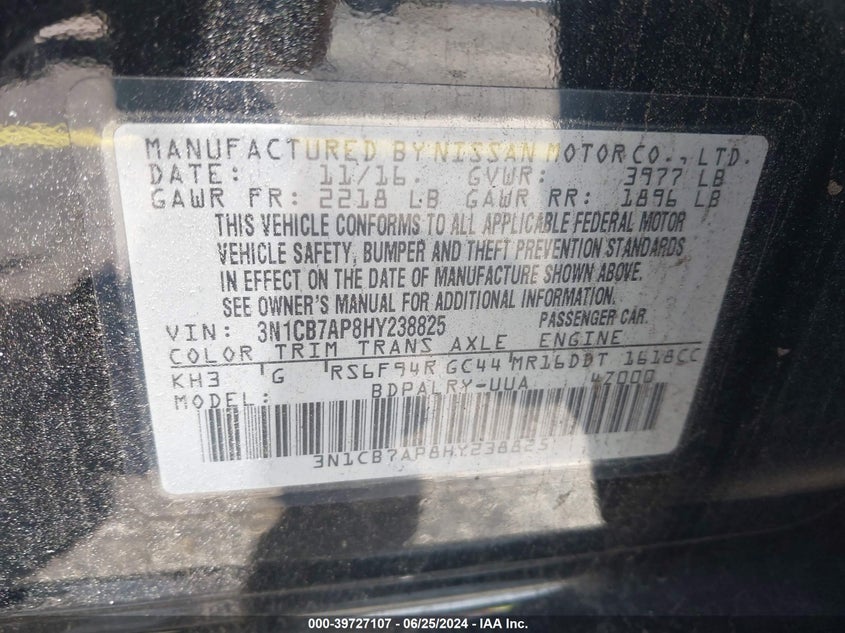 MANUFACTURED BY NISSAN MOTOR CO., LTD.
DATE: 11/16. GVWR: 3977 LB
GAWR FR: 2218 LB GAWR RR: 1896 LB
THIS VEHICLE CONFORMS TO ALL APPLICABLE FEDERAL MOTOR
VEHICLE SAFETY, BUMPER AND THEFT PREVENTION STANDARDS
IN EFFECT ON THE DATE OF MANUFACTURE SHOWN ABOVE.
SEE OWNER'S MANUAL FOR ADDITIONAL INFORMATION.
VIN: 3N1CB7AP8HY238825 PASSENGER CAR.
COLOR TRIM TRANS AXLE ENGINE
KH3 G RS6F94R GC44 MR16DDT 1618CC
MODEL: BDPALRY-UUA 4Z000
3N1CB7AP8HY238825
000-39727107 - 06/25/2024 - IAAI Inc.